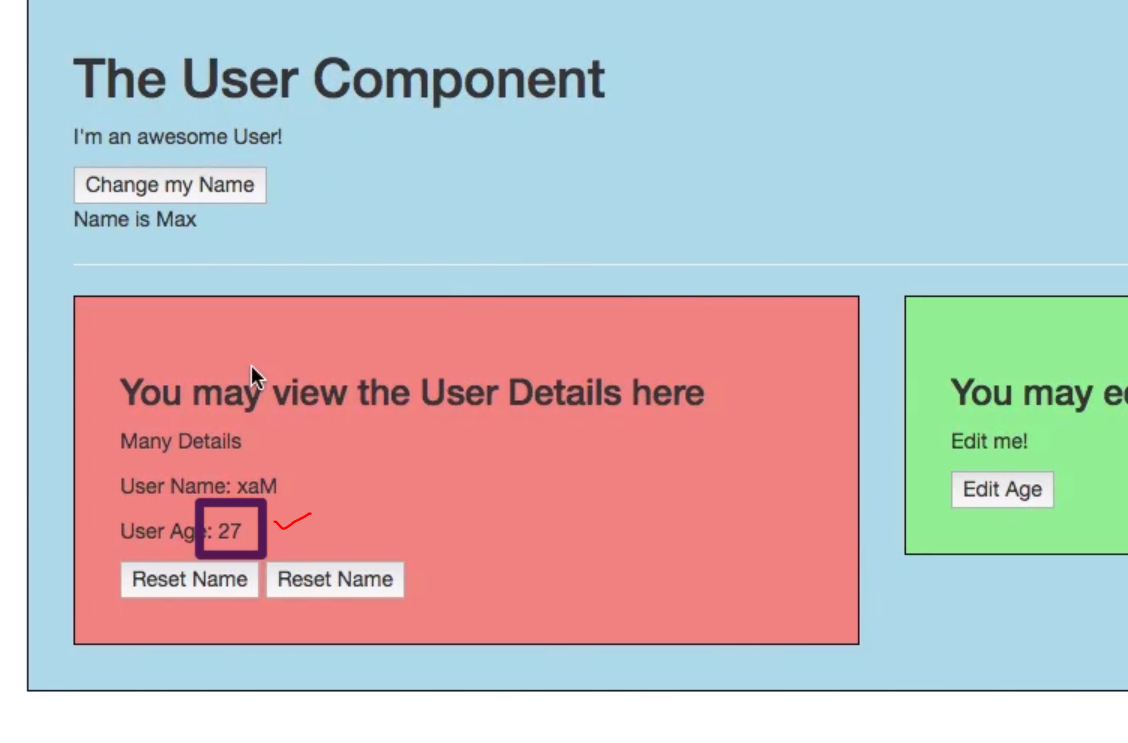 The User Component
I'm an awesome User!
Change my Name
Name is Max
You may view the User Details here
Many Details
User Name: xaM
User Age: 27
Reset Name Reset Name
You may
Edit me!
Edit Age